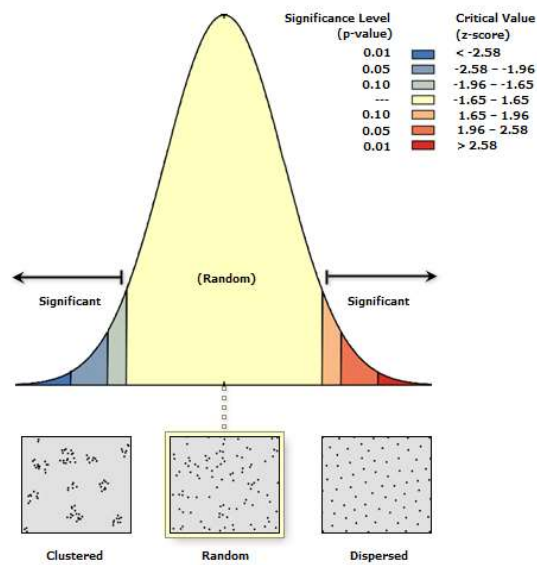 Significance Level Critical Value
(p-value) (z-score)
0.01 < -2.58
0.05 -2.58 – -1.96
0.10 -1.96 – -1.65
--- -1.65 – 1.65
0.10 1.65 – 1.96
0.05 1.96 – 2.58
0.01 > 2.58
(Random)
Significant Significant
Clustered Random Dispersed